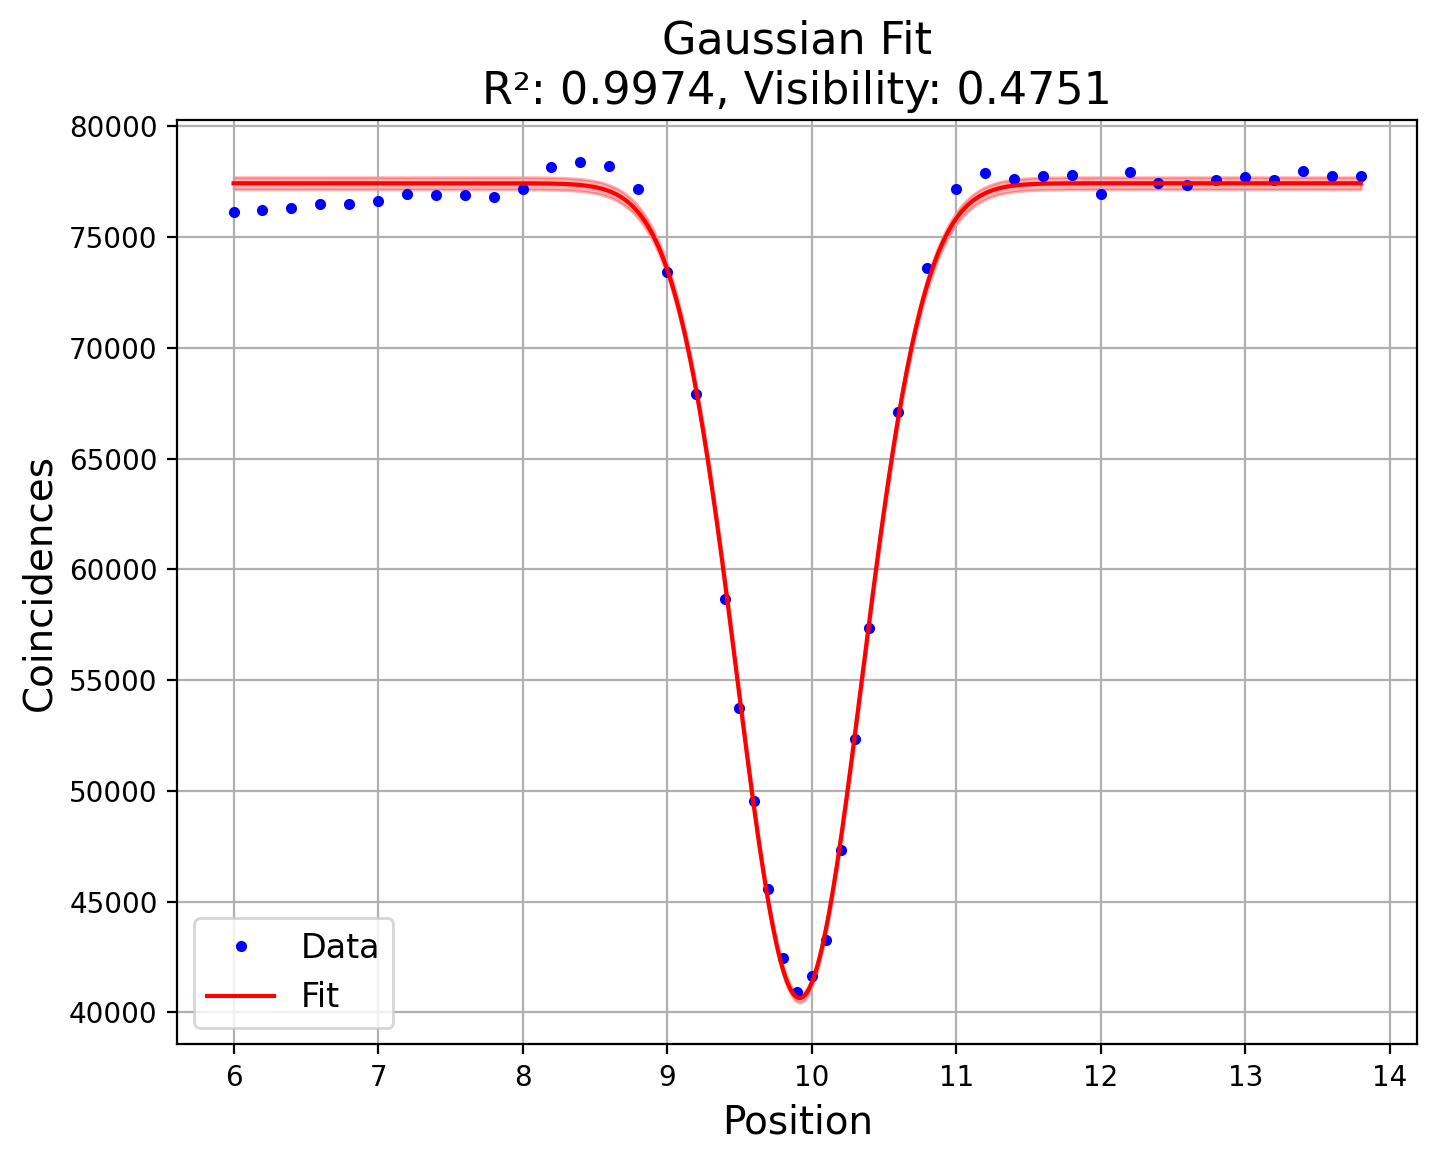 Gaussian Fit
R²: 0.9974, Visibility: 0.4751
80000
75000
70000
65000
60000
55000
50000
45000
40000
Coincidences
Data
Fit
6 7 8 9 10 11 12 13 14
Position